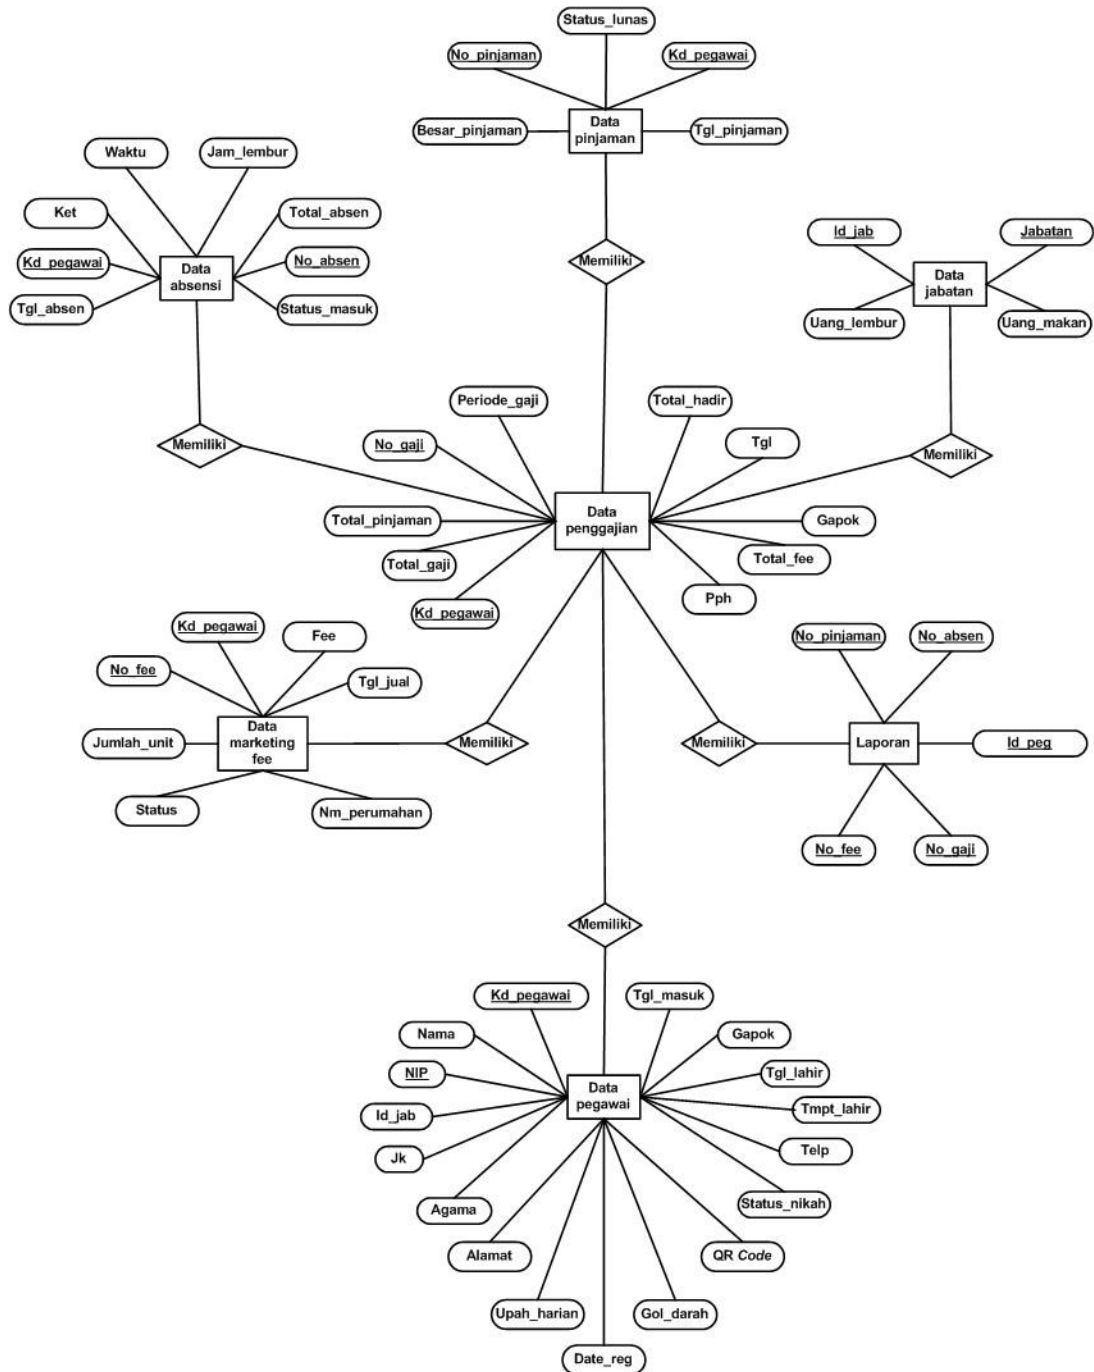 Status_lunas
No_pinjaman
Kd_pegawai
Data
pinjaman
Besar_pinjaman
Tgl_pinjaman
Waktu
Jam_lembur
Ket
Total_absen
Kd_pegawai
Data
absensi
No_absen
Tgl_absen
Status_masuk
Memiliki
Id_jab
Jabatan
Data
jabatan
Uang_lembur
Uang_makan
Memiliki
Memiliki
Periode_gaji
Total_hadir
No_gaji
Tgl
Total_pinjaman
Data
penggajian
Gapok
Total_gaji
Total_fee
Kd_pegawai
Pph
Kd_pegawai
Fee
No_fee
Tgl_jual
Jumlah_unit
Data
marketing
fee
Status
Nm_perumahan
Memiliki
Memiliki
No_pinjaman
No_absen
Laporan
Id_peg
No_fee
No_gaji
Memiliki
Kd_pegawai
Tgl_masuk
Nama
Gapok
NIP
Tgl_lahir
Data
pegawai
Id_jab
Tmpt_lahir
Jk
Telp
Agama
Status_nikah
Alamat
QR Code
Upah_harian
Gol_darah
Date_reg